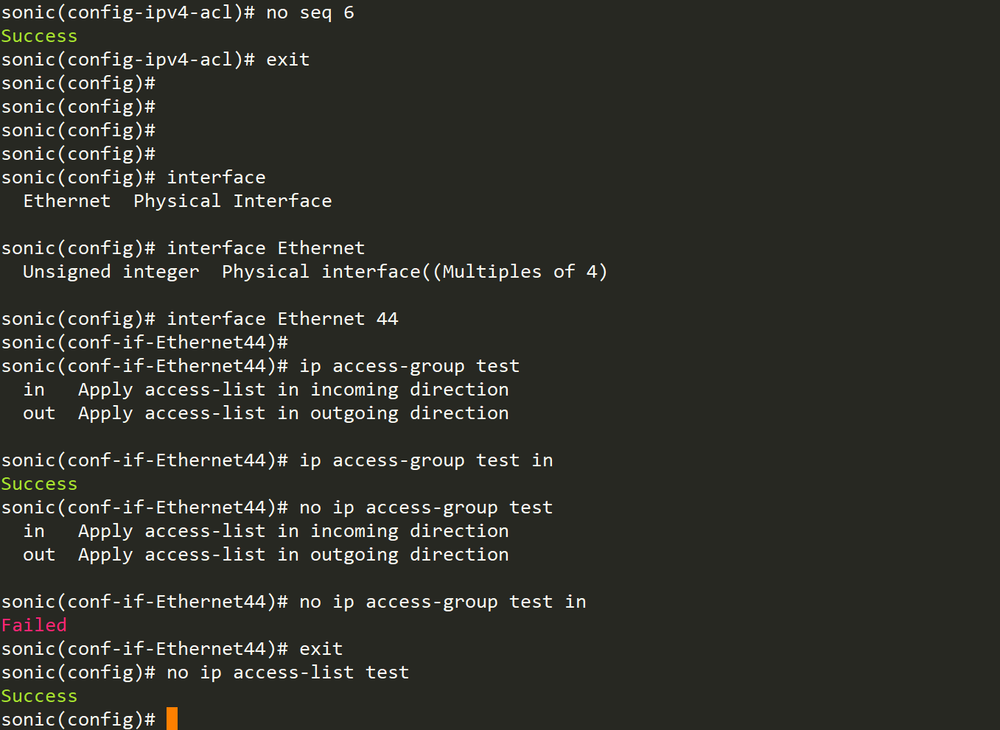 sonic(config-ipv4-acl)# no seq 6
Success
sonic(config-ipv4-acl)# exit
sonic(config)#
sonic(config)#
sonic(config)#
sonic(config)#
sonic(config)# interface
  Ethernet  Physical Interface

sonic(config)# interface Ethernet
  Unsigned integer  Physical interface((Multiples of 4)

sonic(config)# interface Ethernet 44
sonic(conf-if-Ethernet44)#
sonic(conf-if-Ethernet44)# ip access-group test
  in   Apply access-list in incoming direction
  out  Apply access-list in outgoing direction

sonic(conf-if-Ethernet44)# ip access-group test in
Success
sonic(conf-if-Ethernet44)# no ip access-group test
  in   Apply access-list in incoming direction
  out  Apply access-list in outgoing direction

sonic(conf-if-Ethernet44)# no ip access-group test in
Failed
sonic(conf-if-Ethernet44)# exit
sonic(config)# no ip access-list test
Success
sonic(config)#